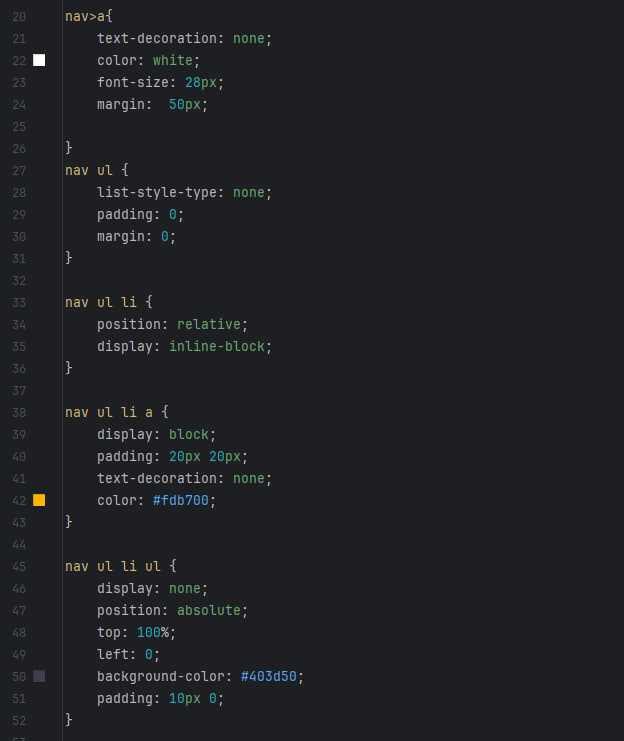 20 nav>a{
21     text-decoration: none;
22     color: white;
23     font-size: 28px;
24     margin:  50px;
25
26 }
27 nav ul {
28     list-style-type: none;
29     padding: 0;
30     margin: 0;
31 }
32
33 nav ul li {
34     position: relative;
35     display: inline-block;
36 }
37
38 nav ul li a {
39     display: block;
40     padding: 20px 20px;
41     text-decoration: none;
42     color: #fdb700;
43 }
44
45 nav ul li ul {
46     display: none;
47     position: absolute;
48     top: 100%;
49     left: 0;
50     background-color: #403d50;
51     padding: 10px 0;
52 }